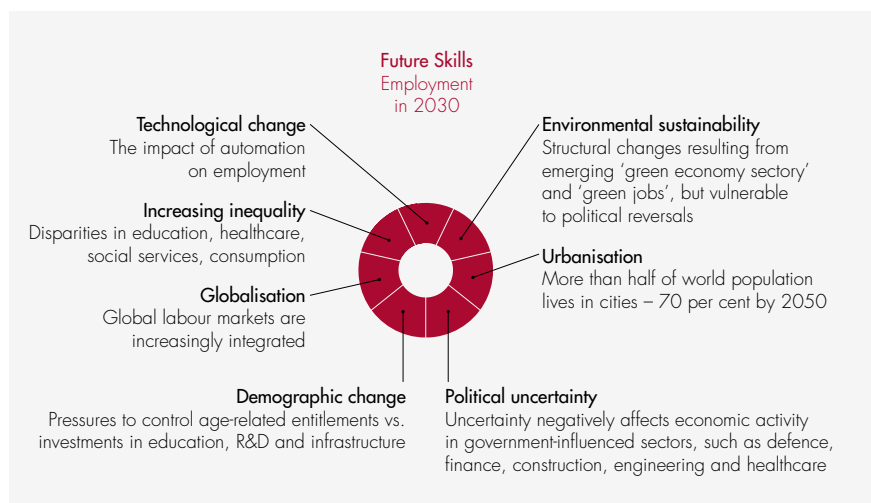 Future Skills
Employment
in 2030
Technological change
The impact of automation
on employment
Increasing inequality
Disparities in education, healthcare,
social services, consumption
Globalisation
Global labour markets are
increasingly integrated
Demographic change
Pressures to control age-related entitlements vs.
investments in education, R&D and infrastructure
Environmental sustainability
Structural changes resulting from
emerging ‘green economy sectory’
and ‘green jobs’, but vulnerable
to political reversals
Urbanisation
More than half of world population
lives in cities – 70 per cent by 2050
Political uncertainty
Uncertainty negatively affects economic activity
in government-influenced sectors, such as defence,
finance, construction, engineering and healthcare